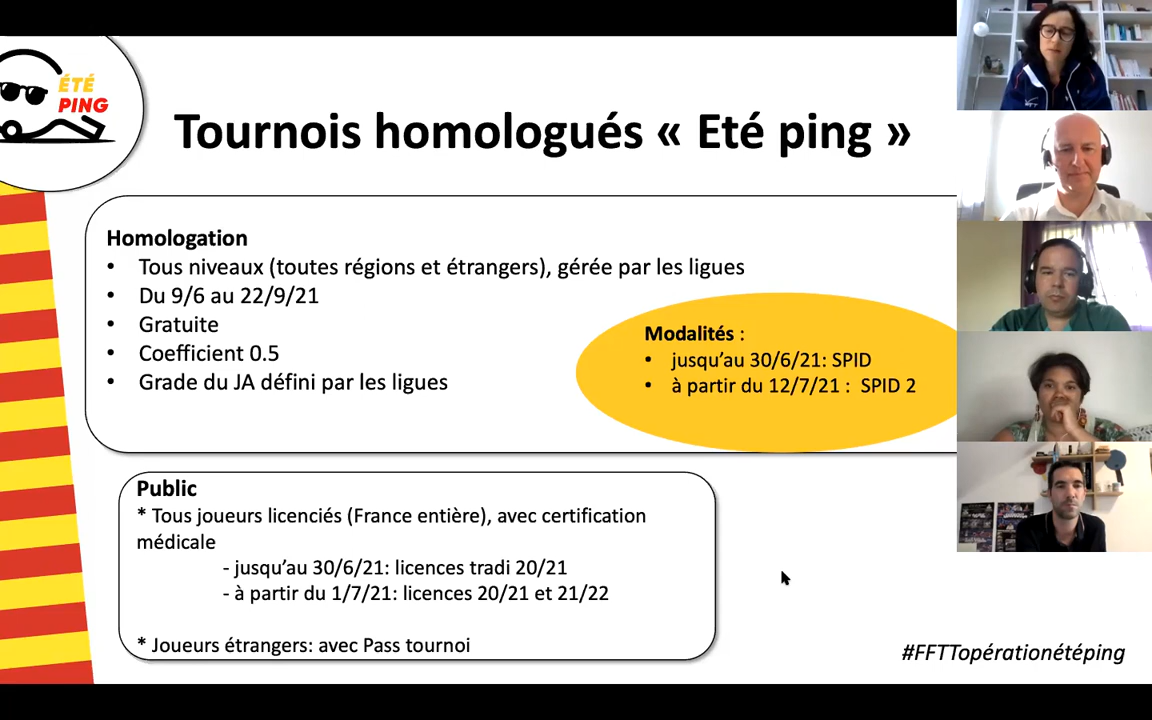 ÉTÉ
PING
Tournois homologués « Eté ping »
Homologation
• Tous niveaux (toutes régions et étrangers), gérée par les ligues
• Du 9/6 au 22/9/21
• Gratuite
• Coefficient 0.5
• Grade du JA défini par les ligues
Modalités :
• jusqu'au 30/6/21: SPID
• à partir du 12/7/21 : SPID 2
Public
* Tous joueurs licenciés (France entière), avec certification
médicale
- jusqu'au 30/6/21: licences tradi 20/21
- à partir du 1/7/21: licences 20/21 et 21/22
* Joueurs étrangers: avec Pass tournoi
#FFTTopérationétéping